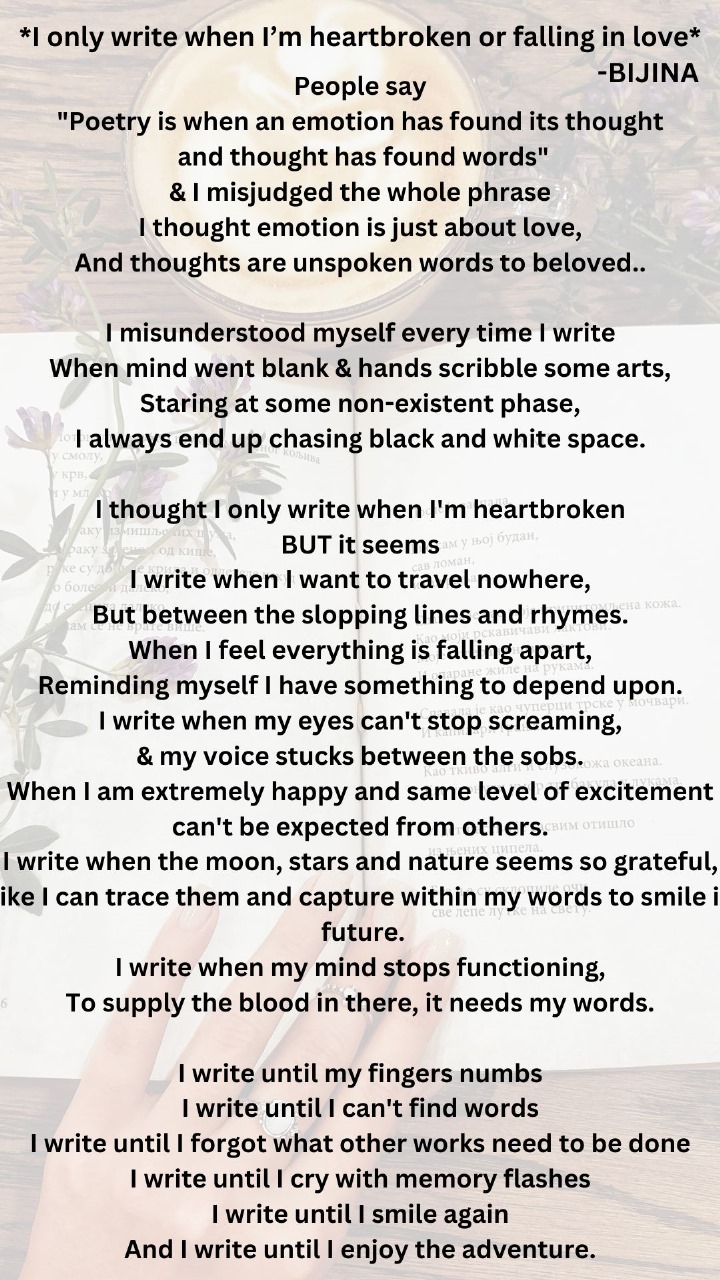 *I only write when I’m heartbroken or falling in love*
-BIJINA
People say
"Poetry is when an emotion has found its thought
and thought has found words"
& I misjudged the whole phrase
I thought emotion is just about love,
And thoughts are unspoken words to beloved..
I misunderstood myself every time I write
When mind went blank & hands scribble some arts,
Staring at some non-existent phase,
I always end up chasing black and white space.
I thought I only write when I'm heartbroken
BUT it seems
I write when I want to travel nowhere,
But between the slopping lines and rhymes.
When I feel everything is falling apart,
Reminding myself I have something to depend upon.
I write when my eyes can't stop screaming,
& my voice stucks between the sobs.
When I am extremely happy and same level of excitement
can't be expected from others.
I write when the moon, stars and nature seems so grateful,
ike I can trace them and capture within my words to smile i
future.
I write when my mind stops functioning,
To supply the blood in there, it needs my words.
I write until my fingers numbs
I write until I can't find words
I write until I forgot what other works need to be done
I write until I cry with memory flashes
I write until I smile again
And I write until I enjoy the adventure.